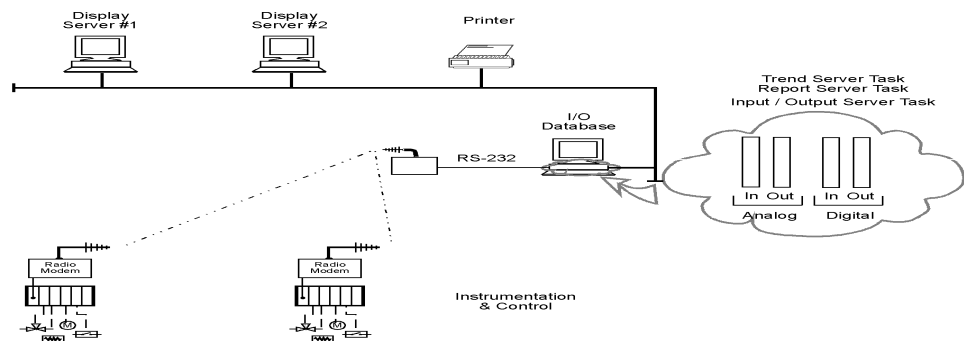 Display
Server #1
Display
Server #2
Printer
Trend Server Task
Report Server Task
Input / Output Server Task
I/O
Database
RS-232
In Out
In Out
Analog
Digital
Radio
Modem
Radio
Modem
M
M
Instrumentation
& Control